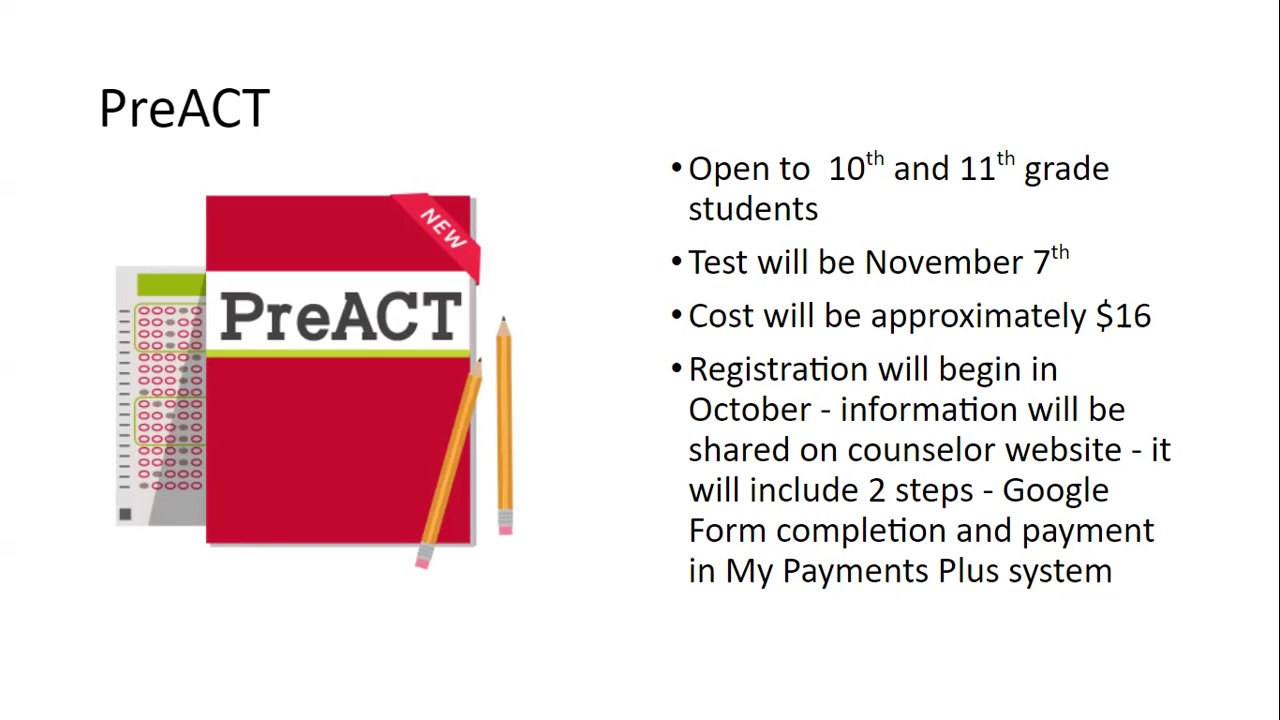 PreACT
NEW
PreACT
•Open to 10th and 11th grade
students
•Test will be November 7th
•Cost will be approximately $16
•Registration will begin in
October - information will be
shared on counselor website - it
will include 2 steps - Google
Form completion and payment
in My Payments Plus system